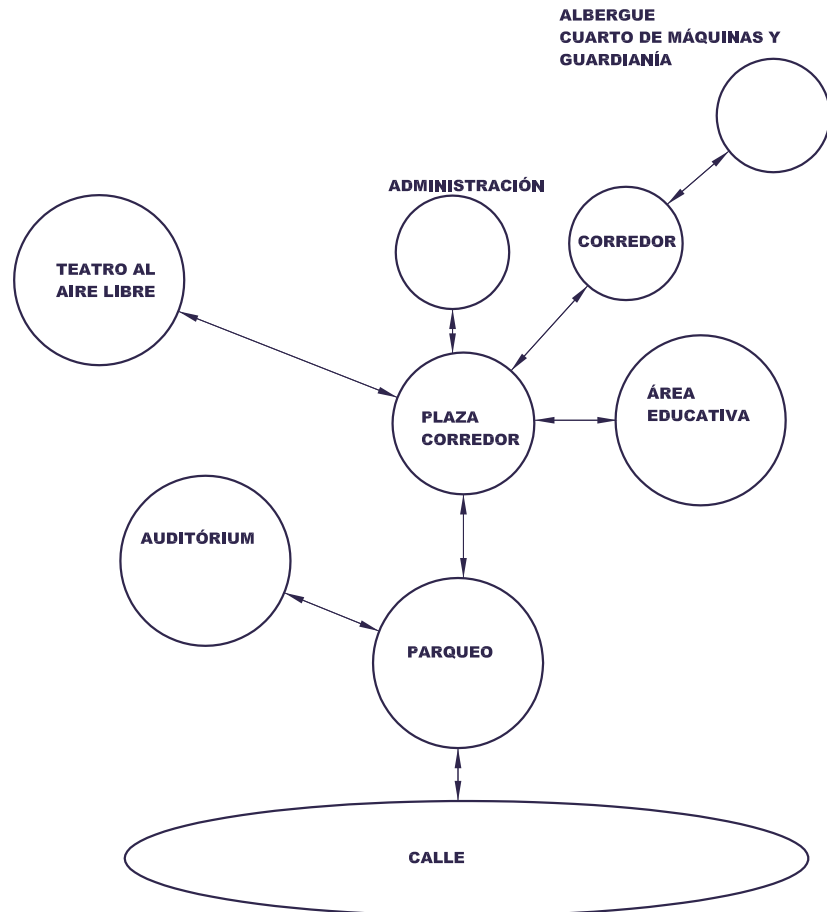 ALBERGUE
CUARTO DE MÁQUINAS Y
GUARDIANÍA
ADMINISTRACIÓN
CORREDOR
TEATRO AL
AIRE LIBRE
ÁREA
EDUCATIVA
PLAZA
CORREDOR
AUDITÓRIUM
PARQUEO
CALLE